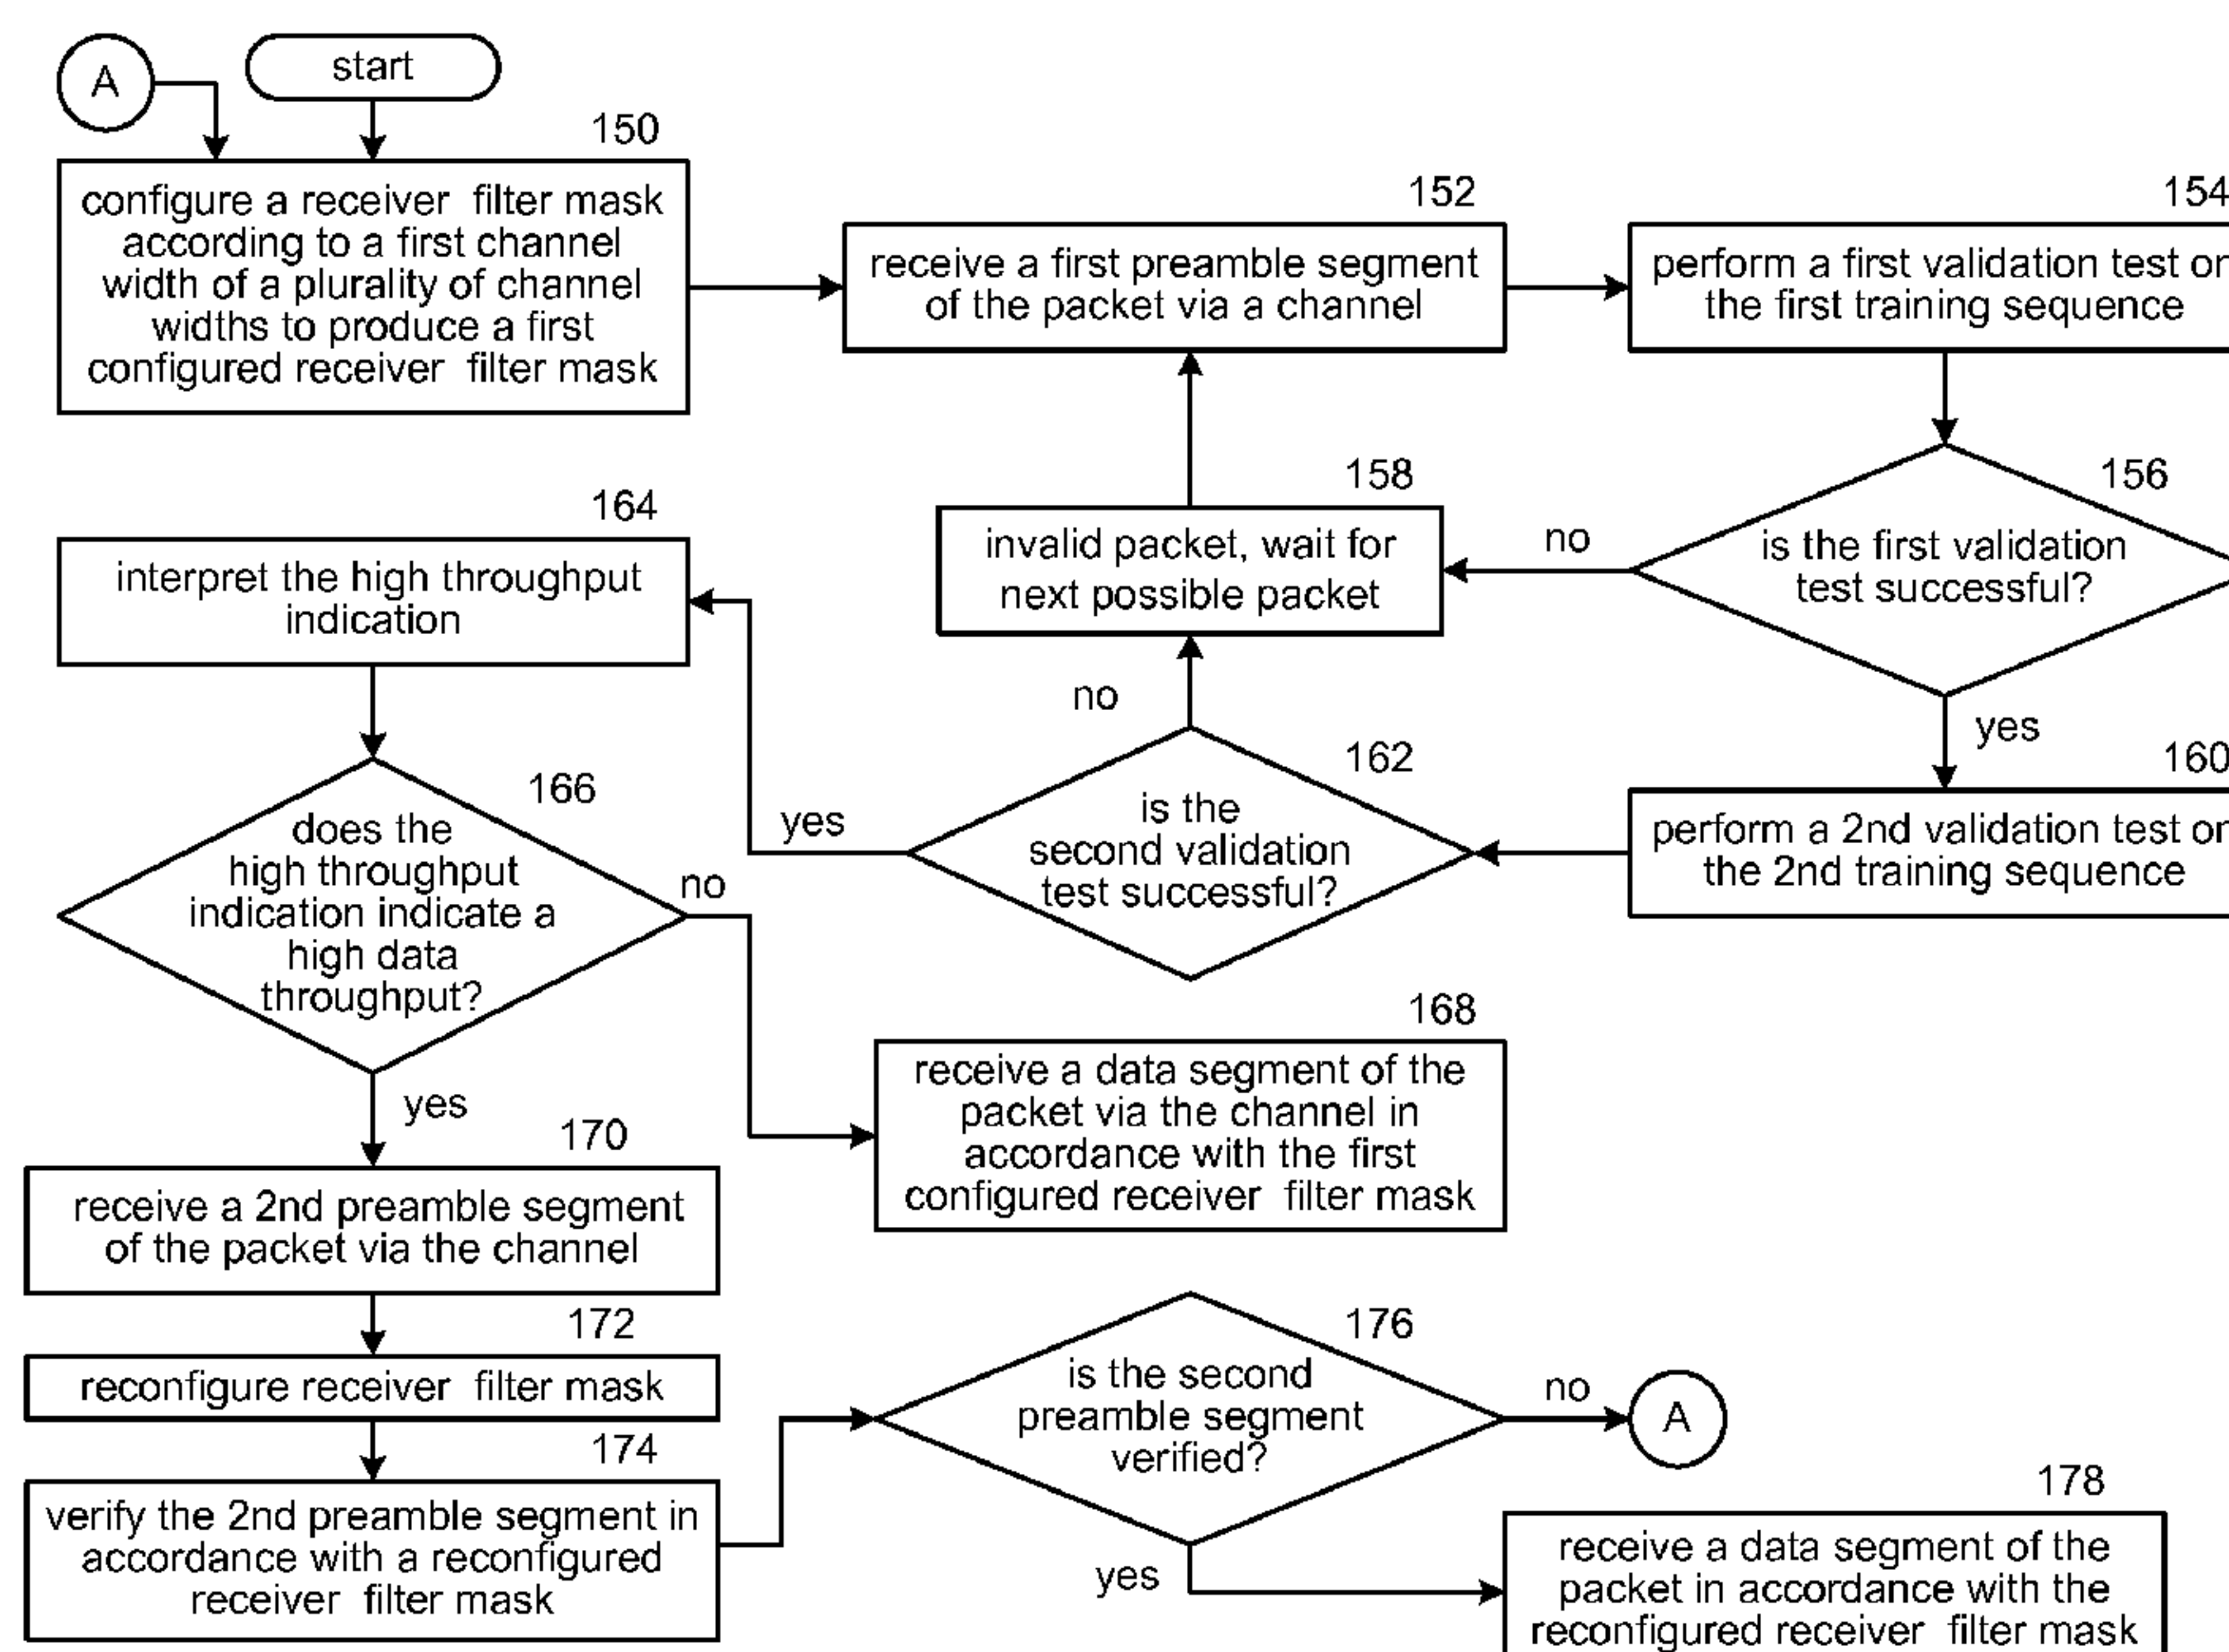 A
start
150
configure a receiver filter mask
according to a first channel
width of a plurality of channel
widths to produce a first
configured receiver filter mask
152
receive a first preamble segment
of the packet via a channel
154
perform a first validation test on
the first training sequence
156
is the first validation
test successful?
no
yes
158
invalid packet, wait for
next possible packet
160
perform a 2nd validation test on
the 2nd training sequence
162
is the
second validation
test successful?
no
yes
164
interpret the high throughput
indication
166
does the
high throughput
indication indicate a
high data
throughput?
no
yes
168
receive a data segment of the
packet via the channel in
accordance with the first
configured receiver filter mask
170
receive a 2nd preamble segment
of the packet via the channel
172
reconfigure receiver filter mask
174
verify the 2nd preamble segment in
accordance with a reconfigured
receiver filter mask
176
is the second
preamble segment
verified?
no
A
yes
178
receive a data segment of the
packet in accordance with the
reconfigured receiver filter mask